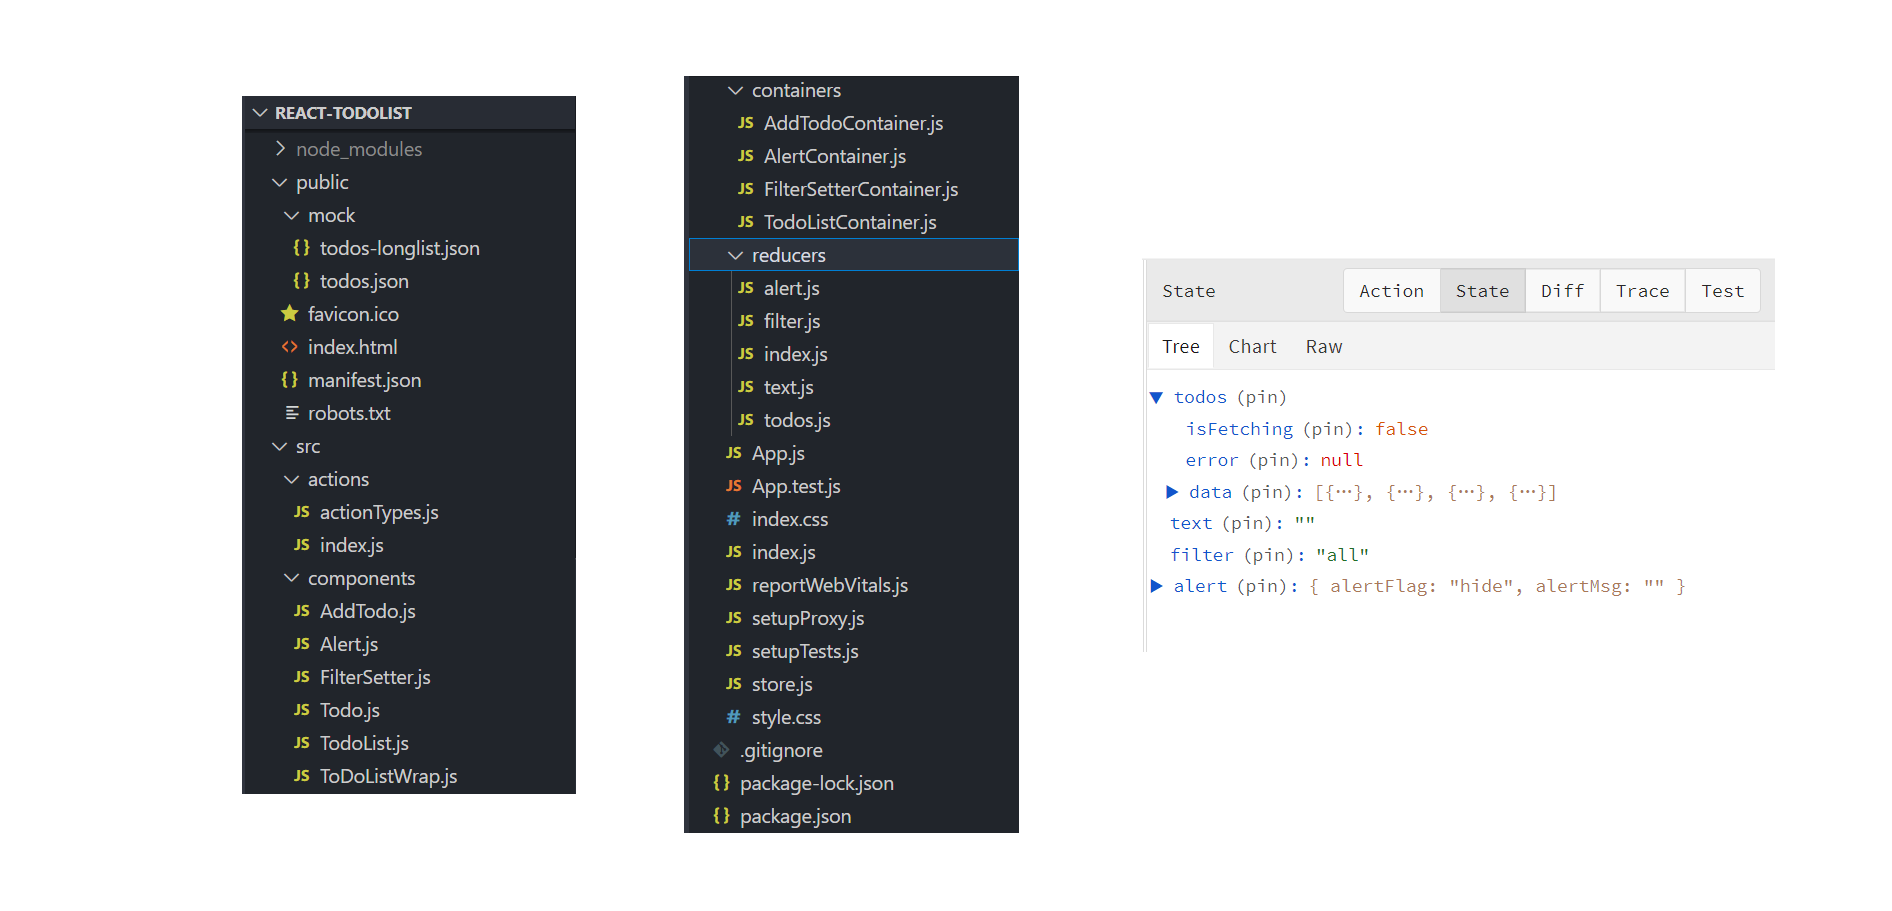 REACT-TODOLIST
node_modules
public
mock
{} todos-longlist.json
{} todos.json
favicon.ico
<> index.html
{} manifest.json
robots.txt
src
actions
JS actionTypes.js
JS index.js
components
JS AddTodo.js
JS Alert.js
JS FilterSetter.js
JS Todo.js
JS TodoList.js
JS ToDoListWrap.js
containers
JS AddTodoContainer.js
JS AlertContainer.js
JS FilterSetterContainer.js
JS TodoListContainer.js
reducers
JS alert.js
JS filter.js
JS index.js
JS text.js
JS todos.js
JS App.js
JS App.test.js
# index.css
JS index.js
JS reportWebVitals.js
JS setupProxy.js
JS setupTests.js
JS store.js
# style.css
.gitignore
{} package-lock.json
{} package.json
State Action State Diff Trace Test
Tree Chart Raw
todos (pin)
isFetching (pin): false
error (pin): null
data (pin): [{…}, {…}, {…}, {…}]
text (pin): ""
filter (pin): "all"
alert (pin): { alertFlag: "hide", alertMsg: "" }